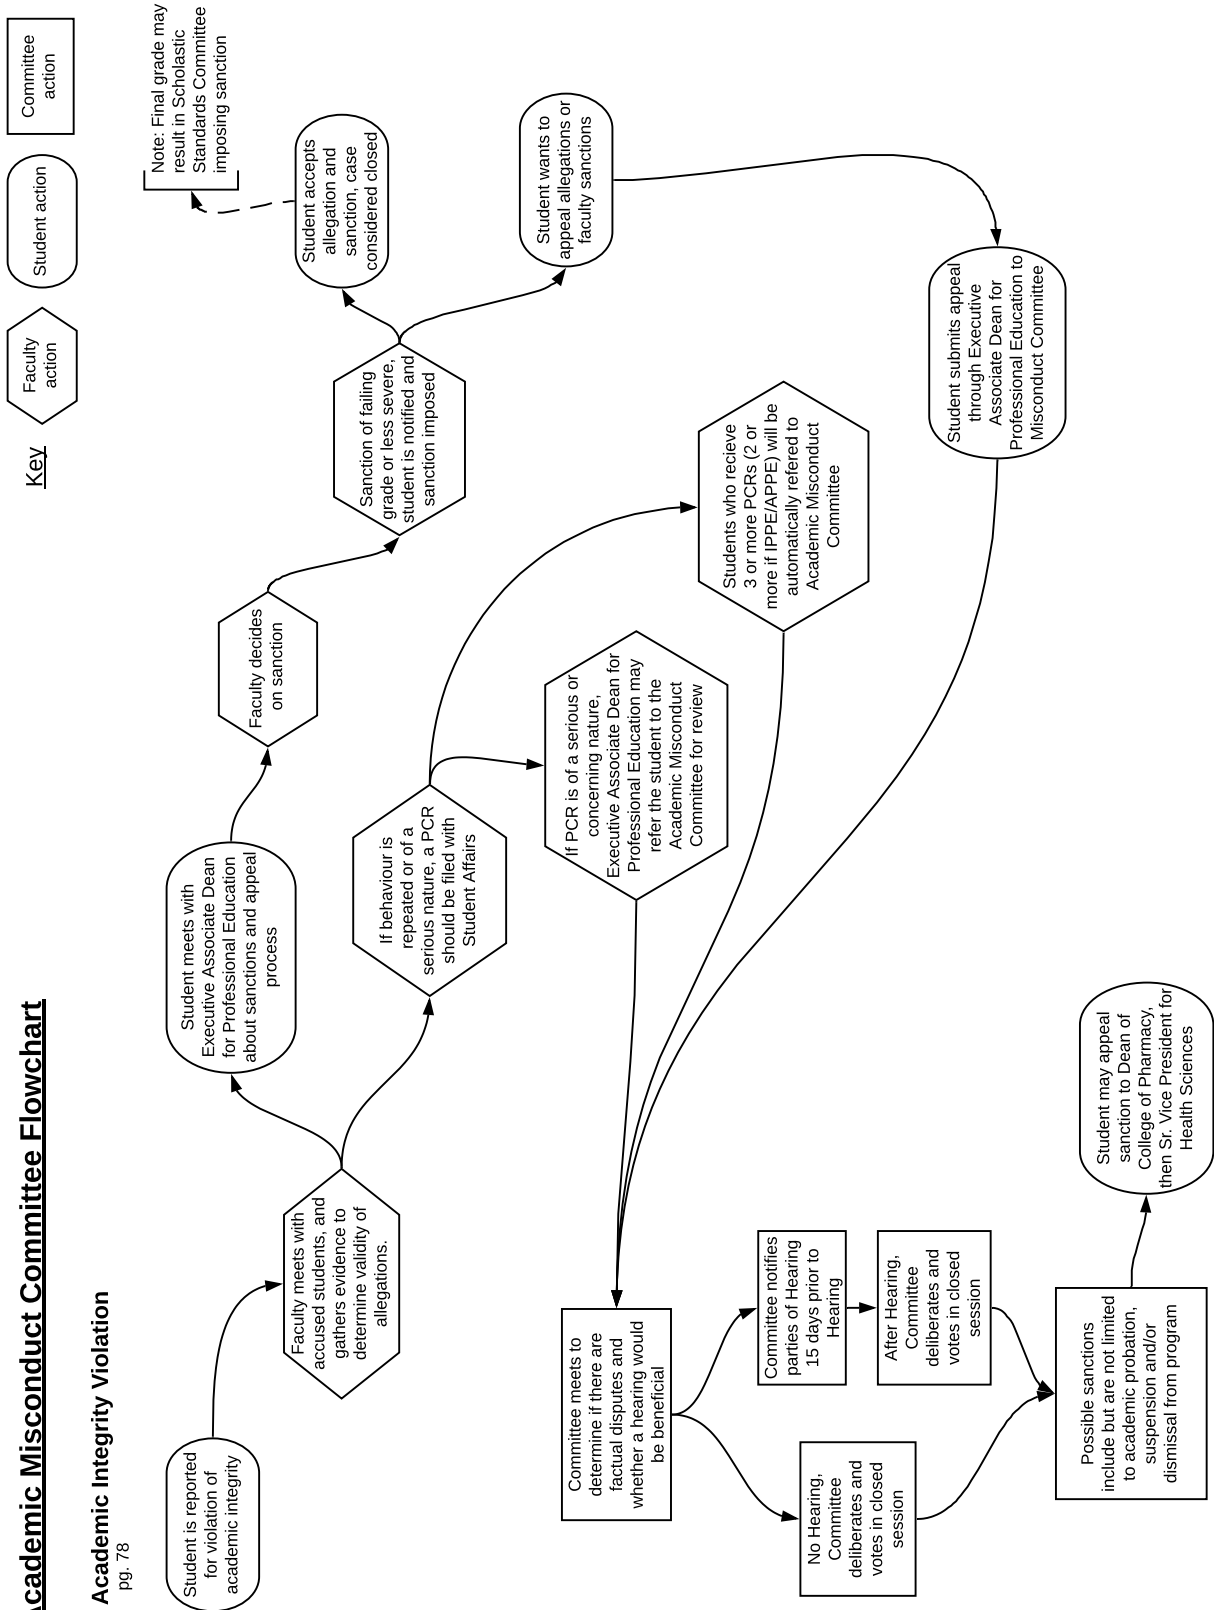 Academic Misconduct Committee Flowchart
Key
Faculty
action
Student action
Committee
action
Academic Integrity Violation
pg. 78
Student is reported
for violation of
academic integrity
Faculty meets with
accused students, and
gathers evidence to
determine validity of
allegations.
Student meets with
Executive Associate Dean
for Professional Education
about sanctions and appeal
process
Faculty decides
on sanction
Sanction of failing
grade or less severe,
student is notified and
sanction imposed
Student accepts
allegation and
sanction, case
considered closed
Note: Final grade may
result in Scholastic
Standards Committee
imposing sanction
Student wants to
appeal allegations or
faculty sanctions
If behaviour is
repeated or of a
serious nature, a PCR
should be filed with
Student Affairs
If PCR is of a serious or
concerning nature,
Executive Associate Dean for
Professional Education may
refer the student to the
Academic Misconduct
Committee for review
Students who recieve
3 or more PCRs (2 or
more if IPPE/APPE) will be
automatically refered to
Academic Misconduct
Committee
Student submits appeal
through Executive
Associate Dean for
Professional Education to
Misconduct Committee
Committee meets to
determine if there are
factual disputes and
whether a hearing would
be beneficial
Committee notifies
parties of Hearing
15 days prior to
Hearing
After Hearing,
Committee
deliberates and
votes in closed
session
No Hearing,
Committee
deliberates and
votes in closed
session
Possible sanctions
include but are not limited
to academic probation,
suspension and/or
dismissal from program
Student may appeal
sanction to Dean of
College of Pharmacy,
then Sr. Vice President for
Health Sciences